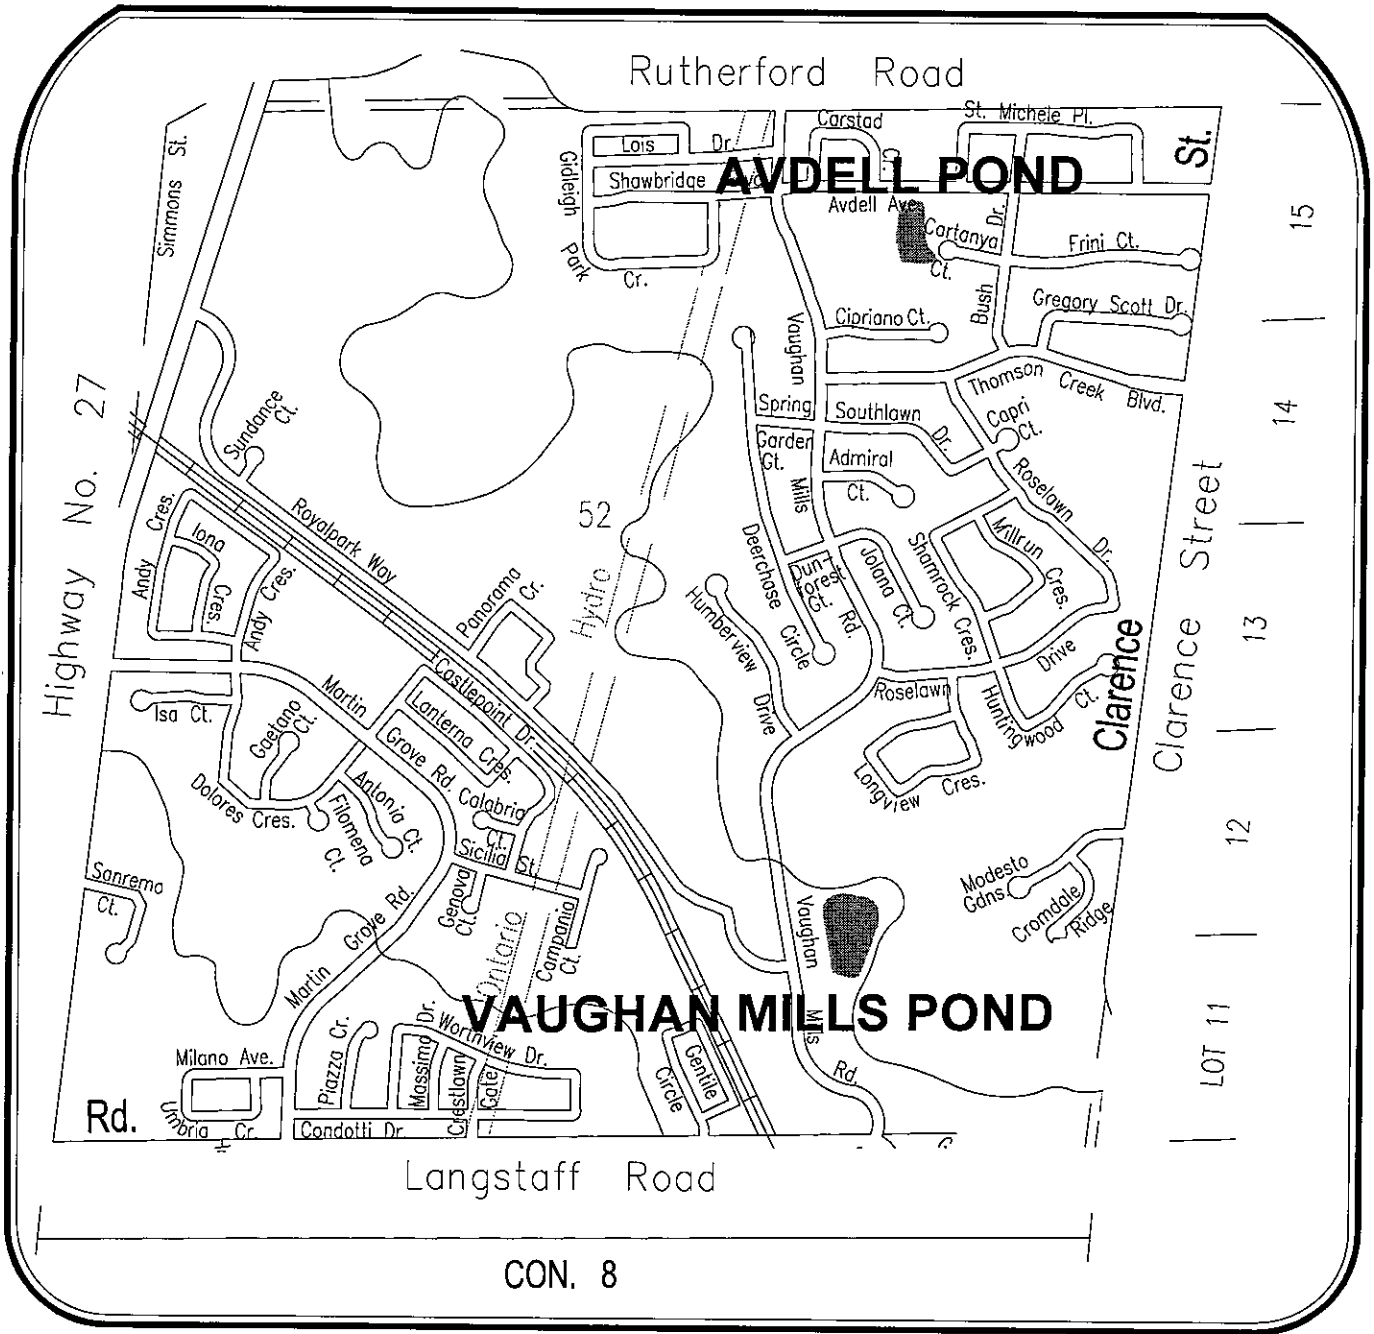 Rutherford Road
Simmons St.
Lois Dr.
Carstad Cr.
St. Michele Pl.
St.
Gidleigh Park Cr.
Shawbridge
AVDELL POND
Avdell Ave.
Cartanya Ct.
Bush Dr.
Frini Ct.
15
Gregory Scott Dr.
Cipriano Ct.
Highway No. 27
Vaughan Mills Rd.
Thomson Creek Blvd.
14
Sundance Ct.
Spring Garden Gt.
Southlawn Dr.
Capri Ct.
Admiral Ct.
Roselawn Dr.
Clarence Street
Andy Cres.
Iona Cres.
Andy Cres.
Royalpark Way
52
Hydro
Deerchase Circle
Dun-forest Gt.
Jolana Ct.
Shamrock Cres.
Millrun Cres.
13
Panorama Cr.
Humberview Drive
Roselawn Drive
Huntingwood Ct.
Clarence
Isa Ct.
Gaetano Ct.
Martin Grove Rd.
Castlepoint Dr.
Lanterna Cres.
Longview Cres.
12
Dolores Cres.
Filomena Ct.
Antonia Ct.
Calabria Ct.
Sicilia St.
Sanremo Ct.
Genova Ct.
Campania Ct.
Modesto Gdns.
Cromdale Ridge
Martin Grove Rd.
Ontario
Vaughan Mills Rd.
VAUGHAN MILLS POND
LOT 11
Milano Ave.
Piazza Cr.
Massimo Dr.
Worthview Dr.
Crestlawn Gate
Gentile Circle
Rd.
Umbria Cr.
Condotti Dr.
Langstaff Road
CON. 8